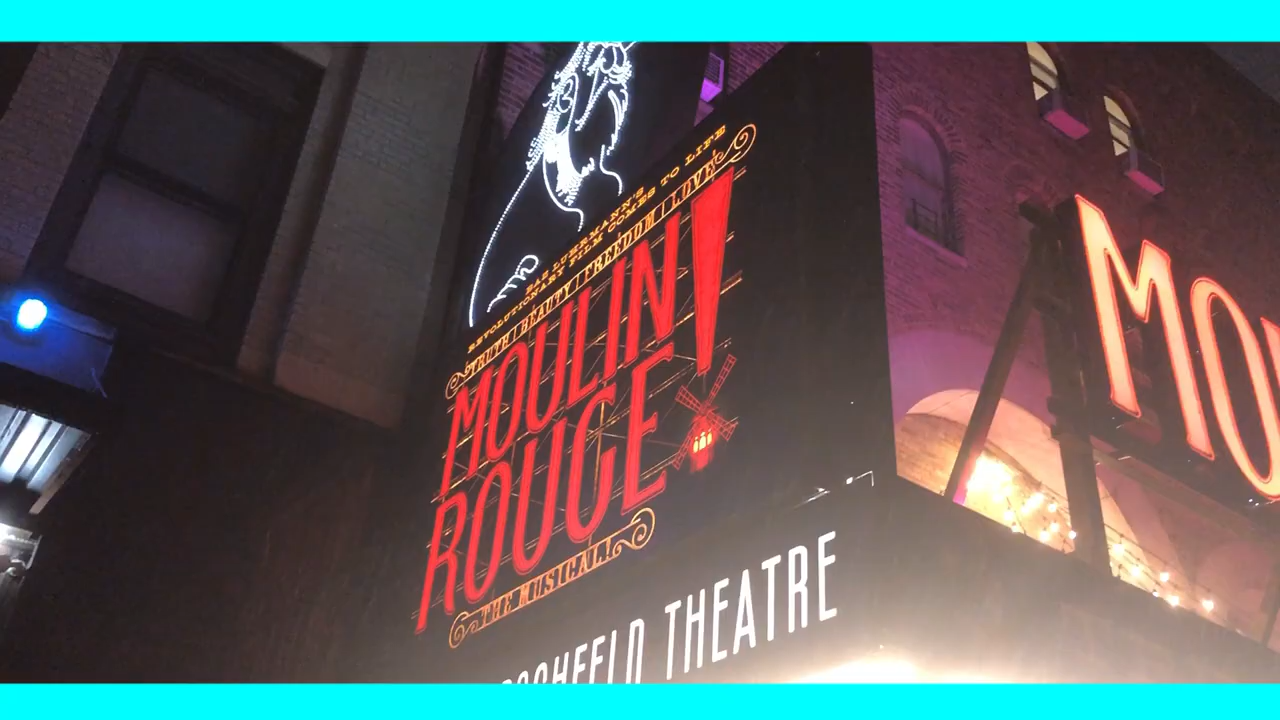 BAZ LUHRMANN'S
REVOLUTIONARY FILM COMES TO LIFE
TRUTH BEAUTY FREEDOM LOVE
MOULIN
ROUGE!
THE MUSICAL
THEATRE
MO